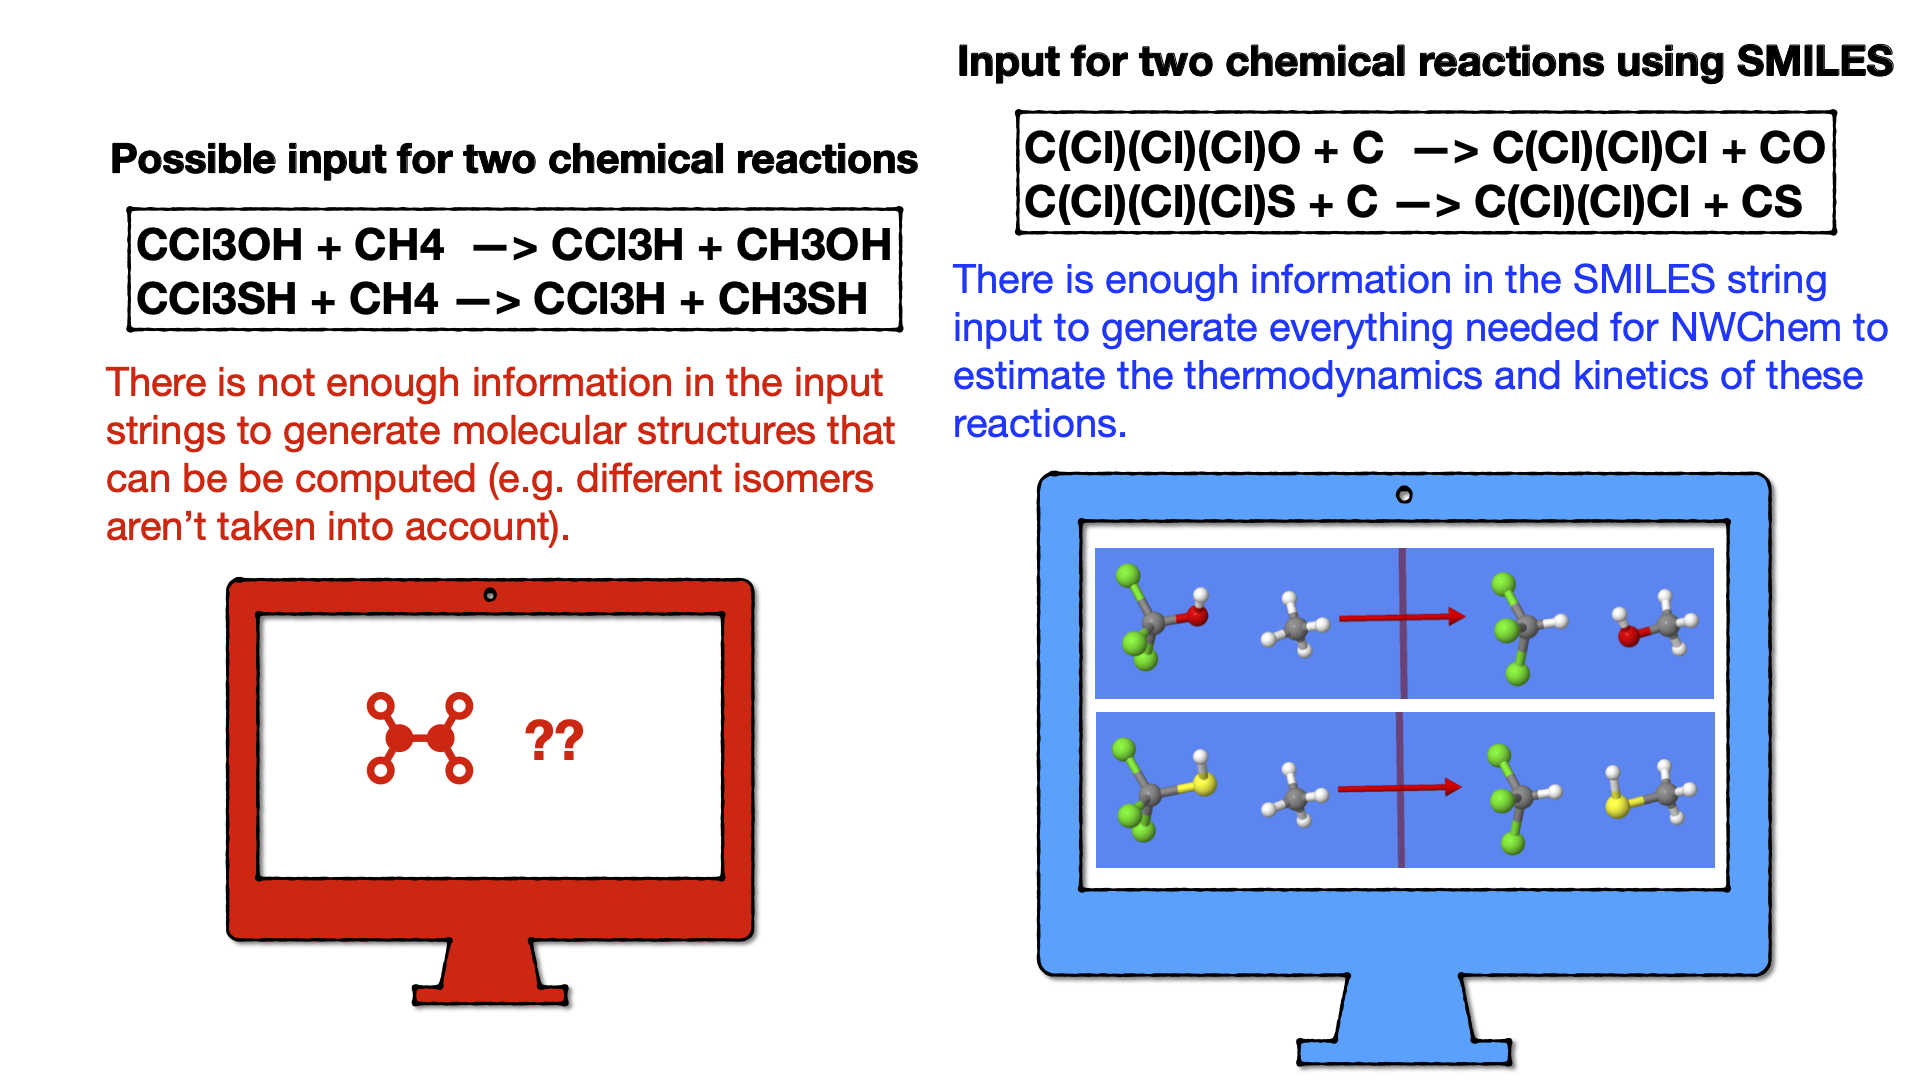 Possible input for two chemical reactions
CCl3OH + CH4 —> CCl3H + CH3OH
CCl3SH + CH4 —> CCl3H + CH3SH
There is not enough information in the input
strings to generate molecular structures that
can be be computed (e.g. different isomers
aren’t taken into account).
??
Input for two chemical reactions using SMILES
C(Cl)(Cl)(Cl)O + C —> C(Cl)(Cl)Cl + CO
C(Cl)(Cl)(Cl)S + C —> C(Cl)(Cl)Cl + CS
There is enough information in the SMILES string
input to generate everything needed for NWChem to
estimate the thermodynamics and kinetics of these
reactions.